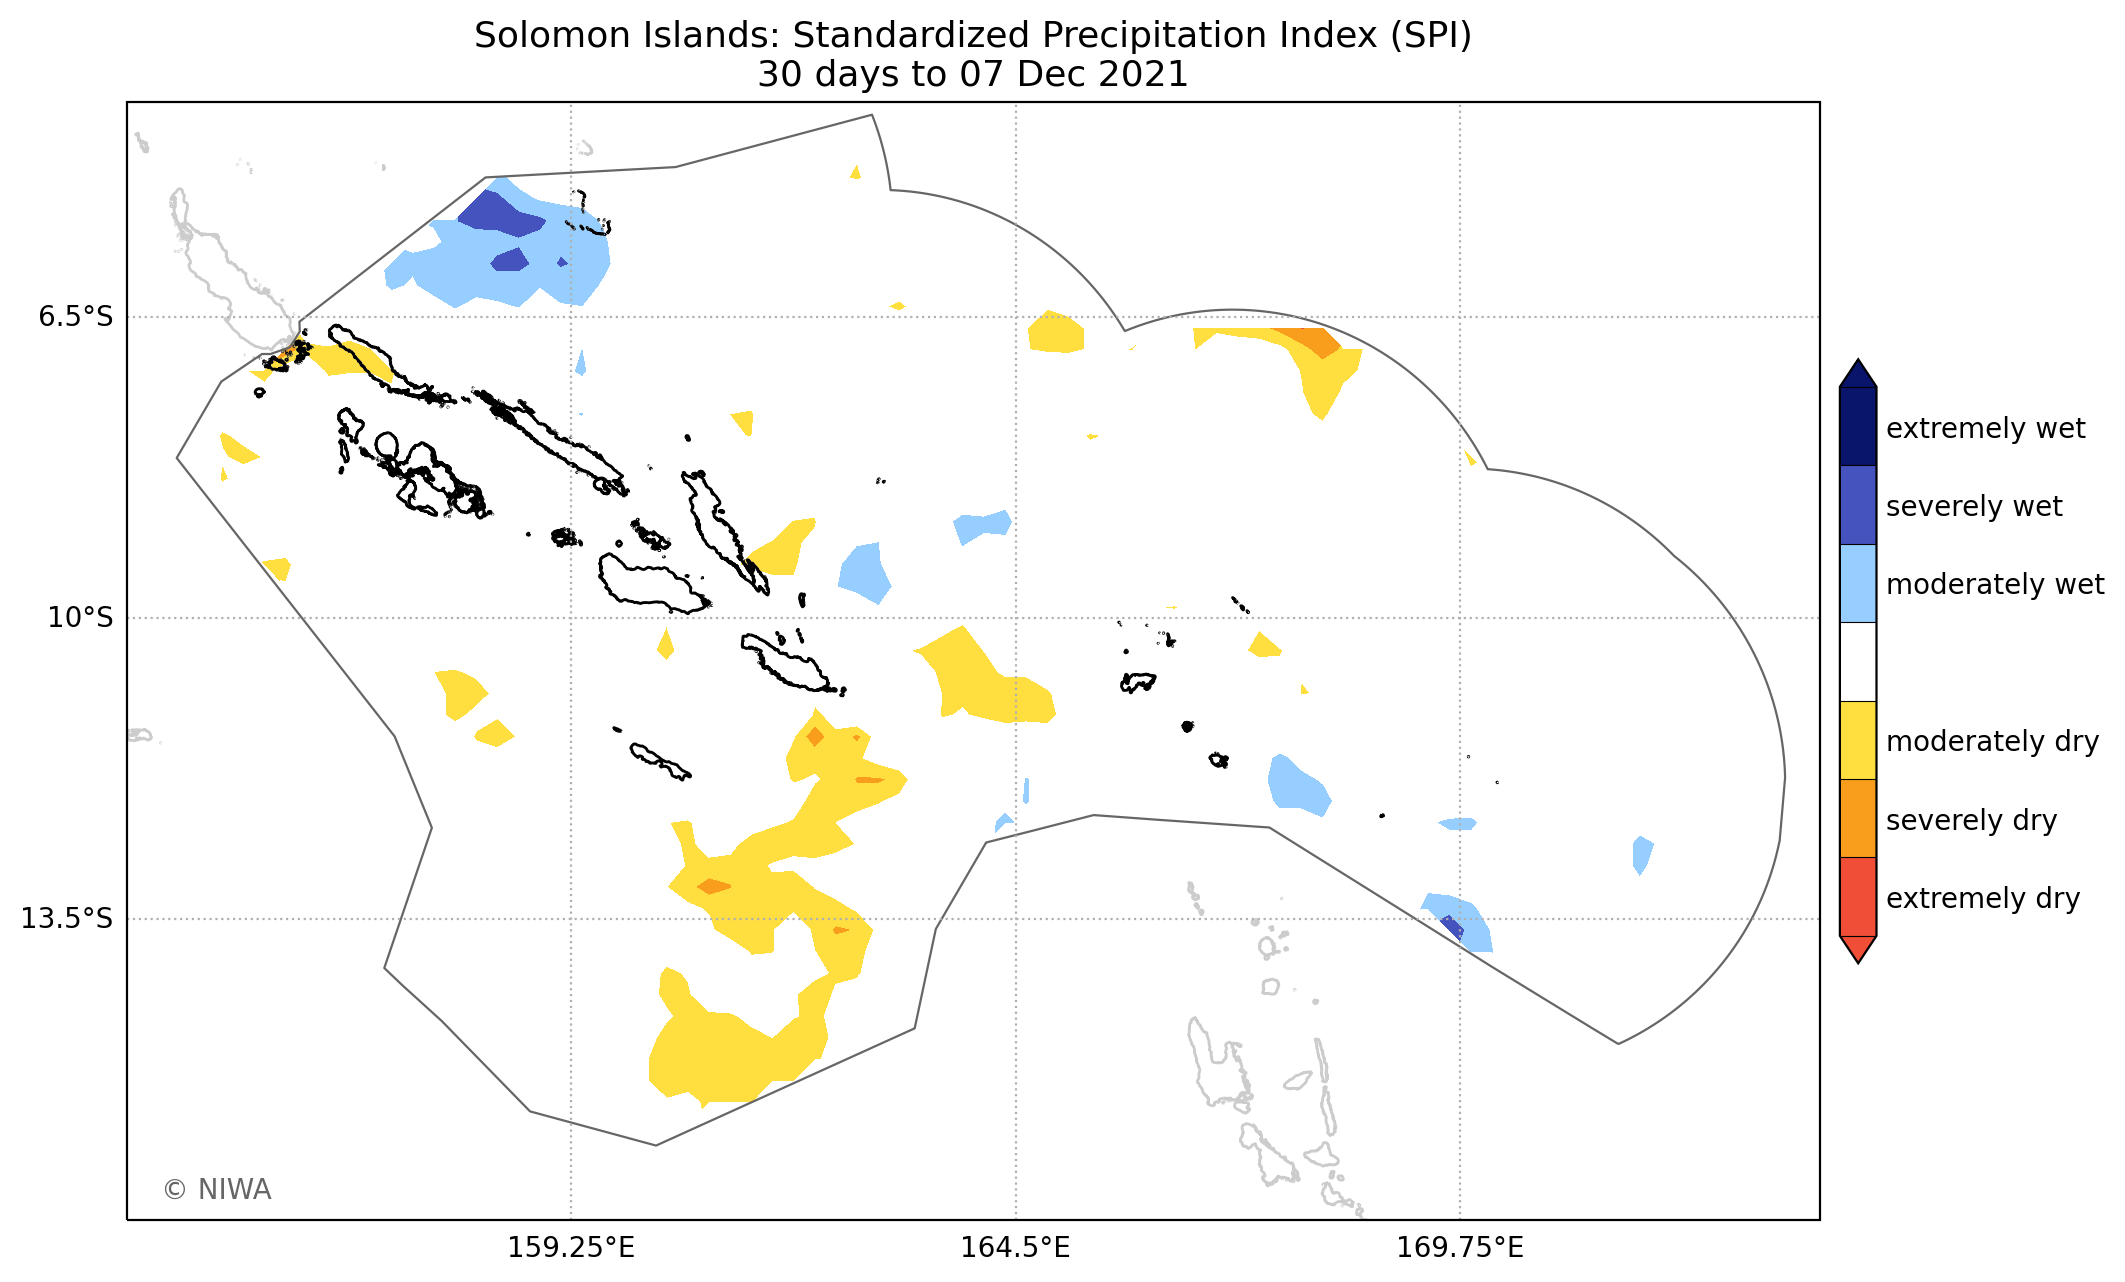 Solomon Islands: Standardized Precipitation Index (SPI)
30 days to 07 Dec 2021
6.5°S
10°S
13.5°S
159.25°E
164.5°E
169.75°E
extremely wet
severely wet
moderately wet
moderately dry
severely dry
extremely dry
© NIWA